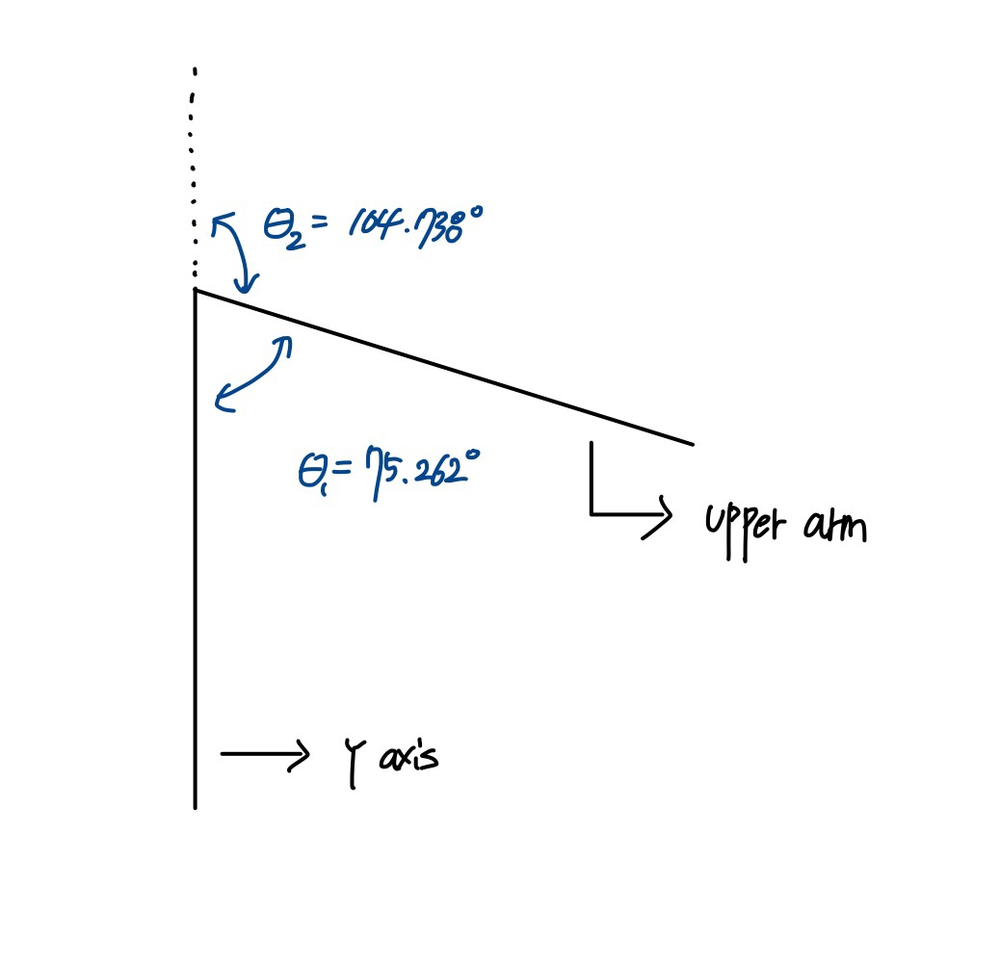 θ₂ = 104.738°
θ₁ = 75.262°
upper arm
Y axis